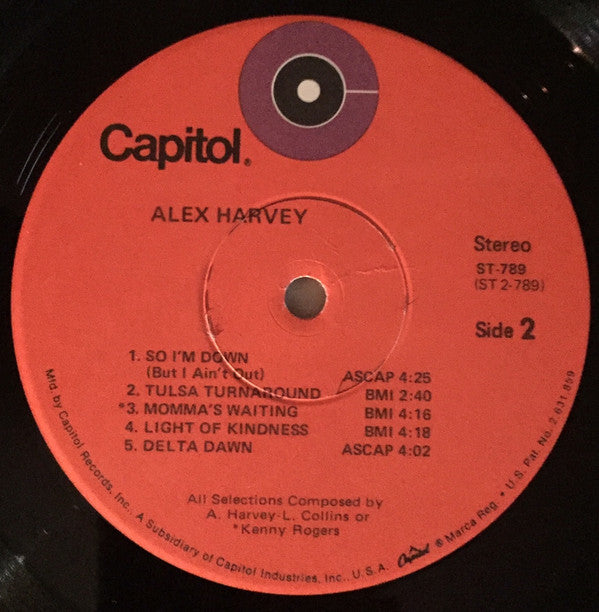 Capitol®
ALEX HARVEY
Stereo
ST-789
(ST 2-789)
Side 2
1. SO I'M DOWN
(But I Ain't Out) ASCAP 4:25
2. TULSA TURNAROUND BMI 2:40
*3. MOMMA'S WAITING BMI 4:16
4. LIGHT OF KINDNESS BMI 4:18
5. DELTA DAWN ASCAP 4:02
All Selections Composed by
A. Harvey-L. Collins or
*Kenny Rogers
Mfd. by Capitol Records, Inc., A Subsidiary of Capitol Industries, Inc., U.S.A. Capitol ® Marca Reg. • U.S. Pat. No. 2,631,859